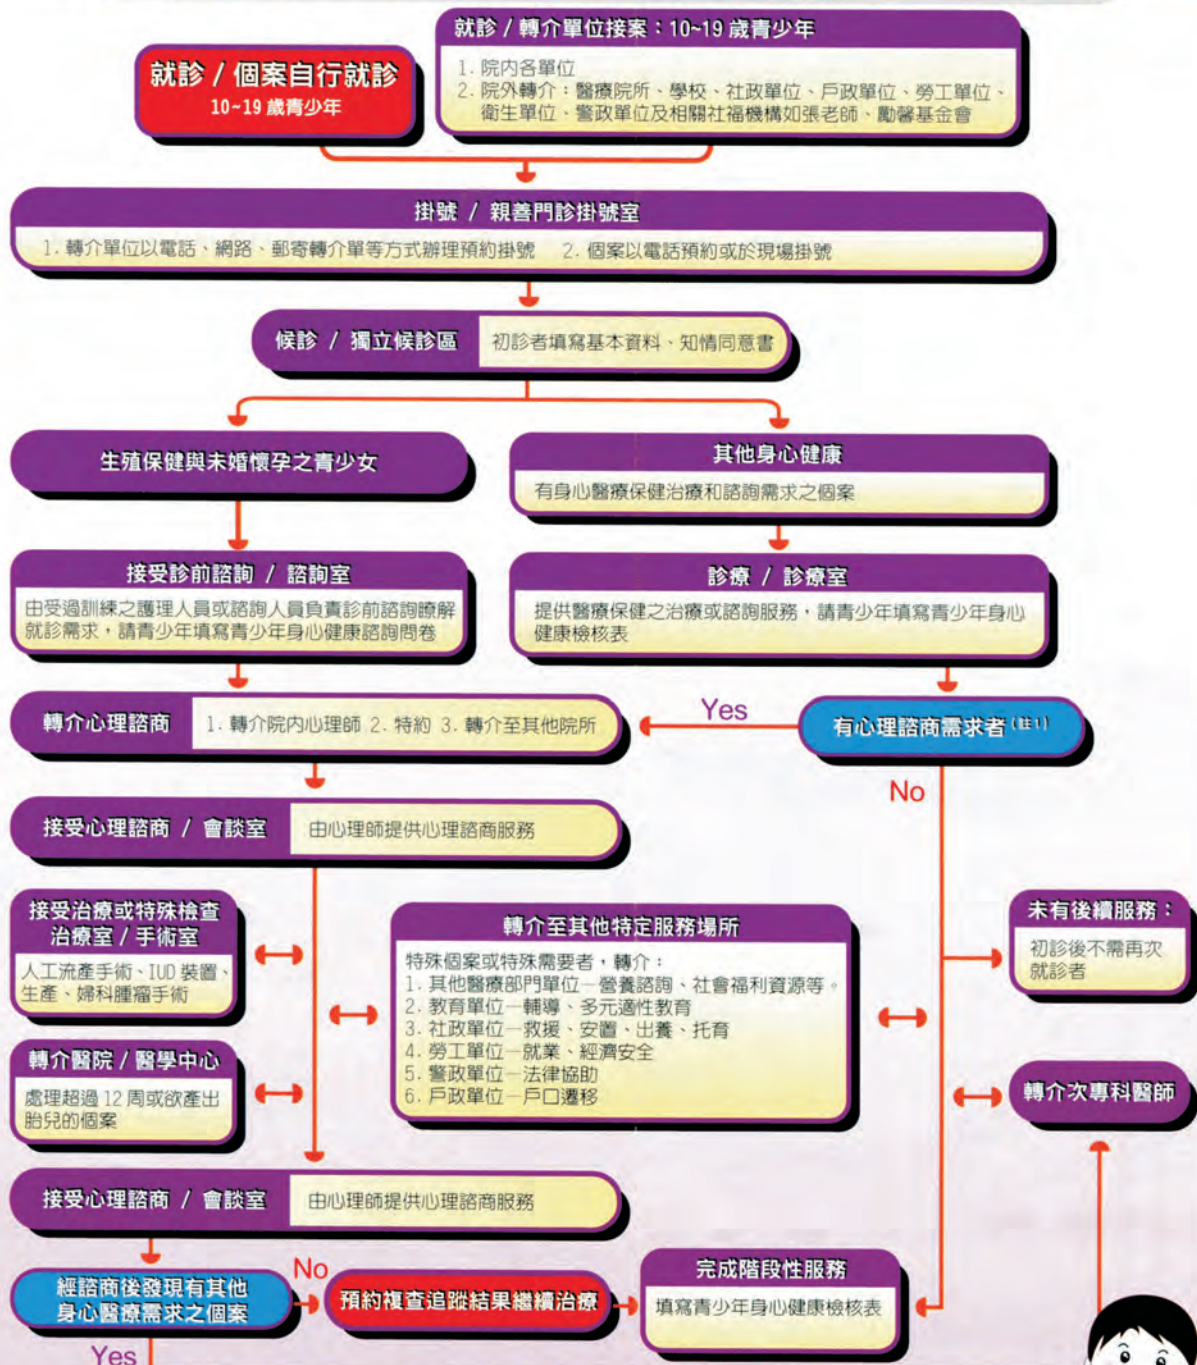 就診 / 個案自行就診
10~19 歲青少年
就診 / 轉介單位接案：10~19 歲青少年
1. 院內各單位
2. 院外轉介：醫療院所、學校、社政單位、戶政單位、勞工單位、
衛生單位、警政單位及相關社福機構如張老師、勵馨基金會
掛號 / 親善門診掛號室
1. 轉介單位以電話、網路、郵寄轉介單等方式辦理預約掛號 2. 個案以電話預約或於現場掛號
候診 / 獨立候診區
初診者填寫基本資料、知情同意書
生殖保健與未婚懷孕之青少女
其他身心健康
有身心醫療保健治療和諮詢需求之個案
接受診前諮詢 / 諮詢室
由受過訓練之護理人員或諮詢人員負責診前諮詢瞭解
就診需求，請青少年填寫青少年身心健康諮詢問卷
診療 / 診療室
提供醫療保健之治療或諮詢服務，請青少年填寫青少年身心
健康檢核表
轉介心理諮商
1. 轉介院內心理師 2. 特約 3. 轉介至其他院所
Yes
有心理諮商需求者(註1)
No
接受心理諮商 / 會談室
由心理師提供心理諮商服務
接受治療或特殊檢查
治療室 / 手術室
人工流產手術、IUD 裝置、
生產、婦科腫瘤手術
轉介至其他特定服務場所
特殊個案或特殊需要者，轉介：
1. 其他醫療部門單位─營養諮詢、社會福利資源等。
2. 教育單位─輔導、多元適性教育
3. 社政單位─救援、安置、出養、托育
4. 勞工單位─就業、經濟安全
5. 警政單位─法律協助
6. 戶政單位─戶口遷移
未有後續服務：
初診後不需再次
就診者
轉介醫院 / 醫學中心
處理超過 12 周或欲產出
胎兒的個案
轉介次專科醫師
接受心理諮商 / 會談室
由心理師提供心理諮商服務
經諮商後發現有其他
身心醫療需求之個案
No
預約複查追蹤結果繼續治療
完成階段性服務
填寫青少年身心健康檢核表
Yes